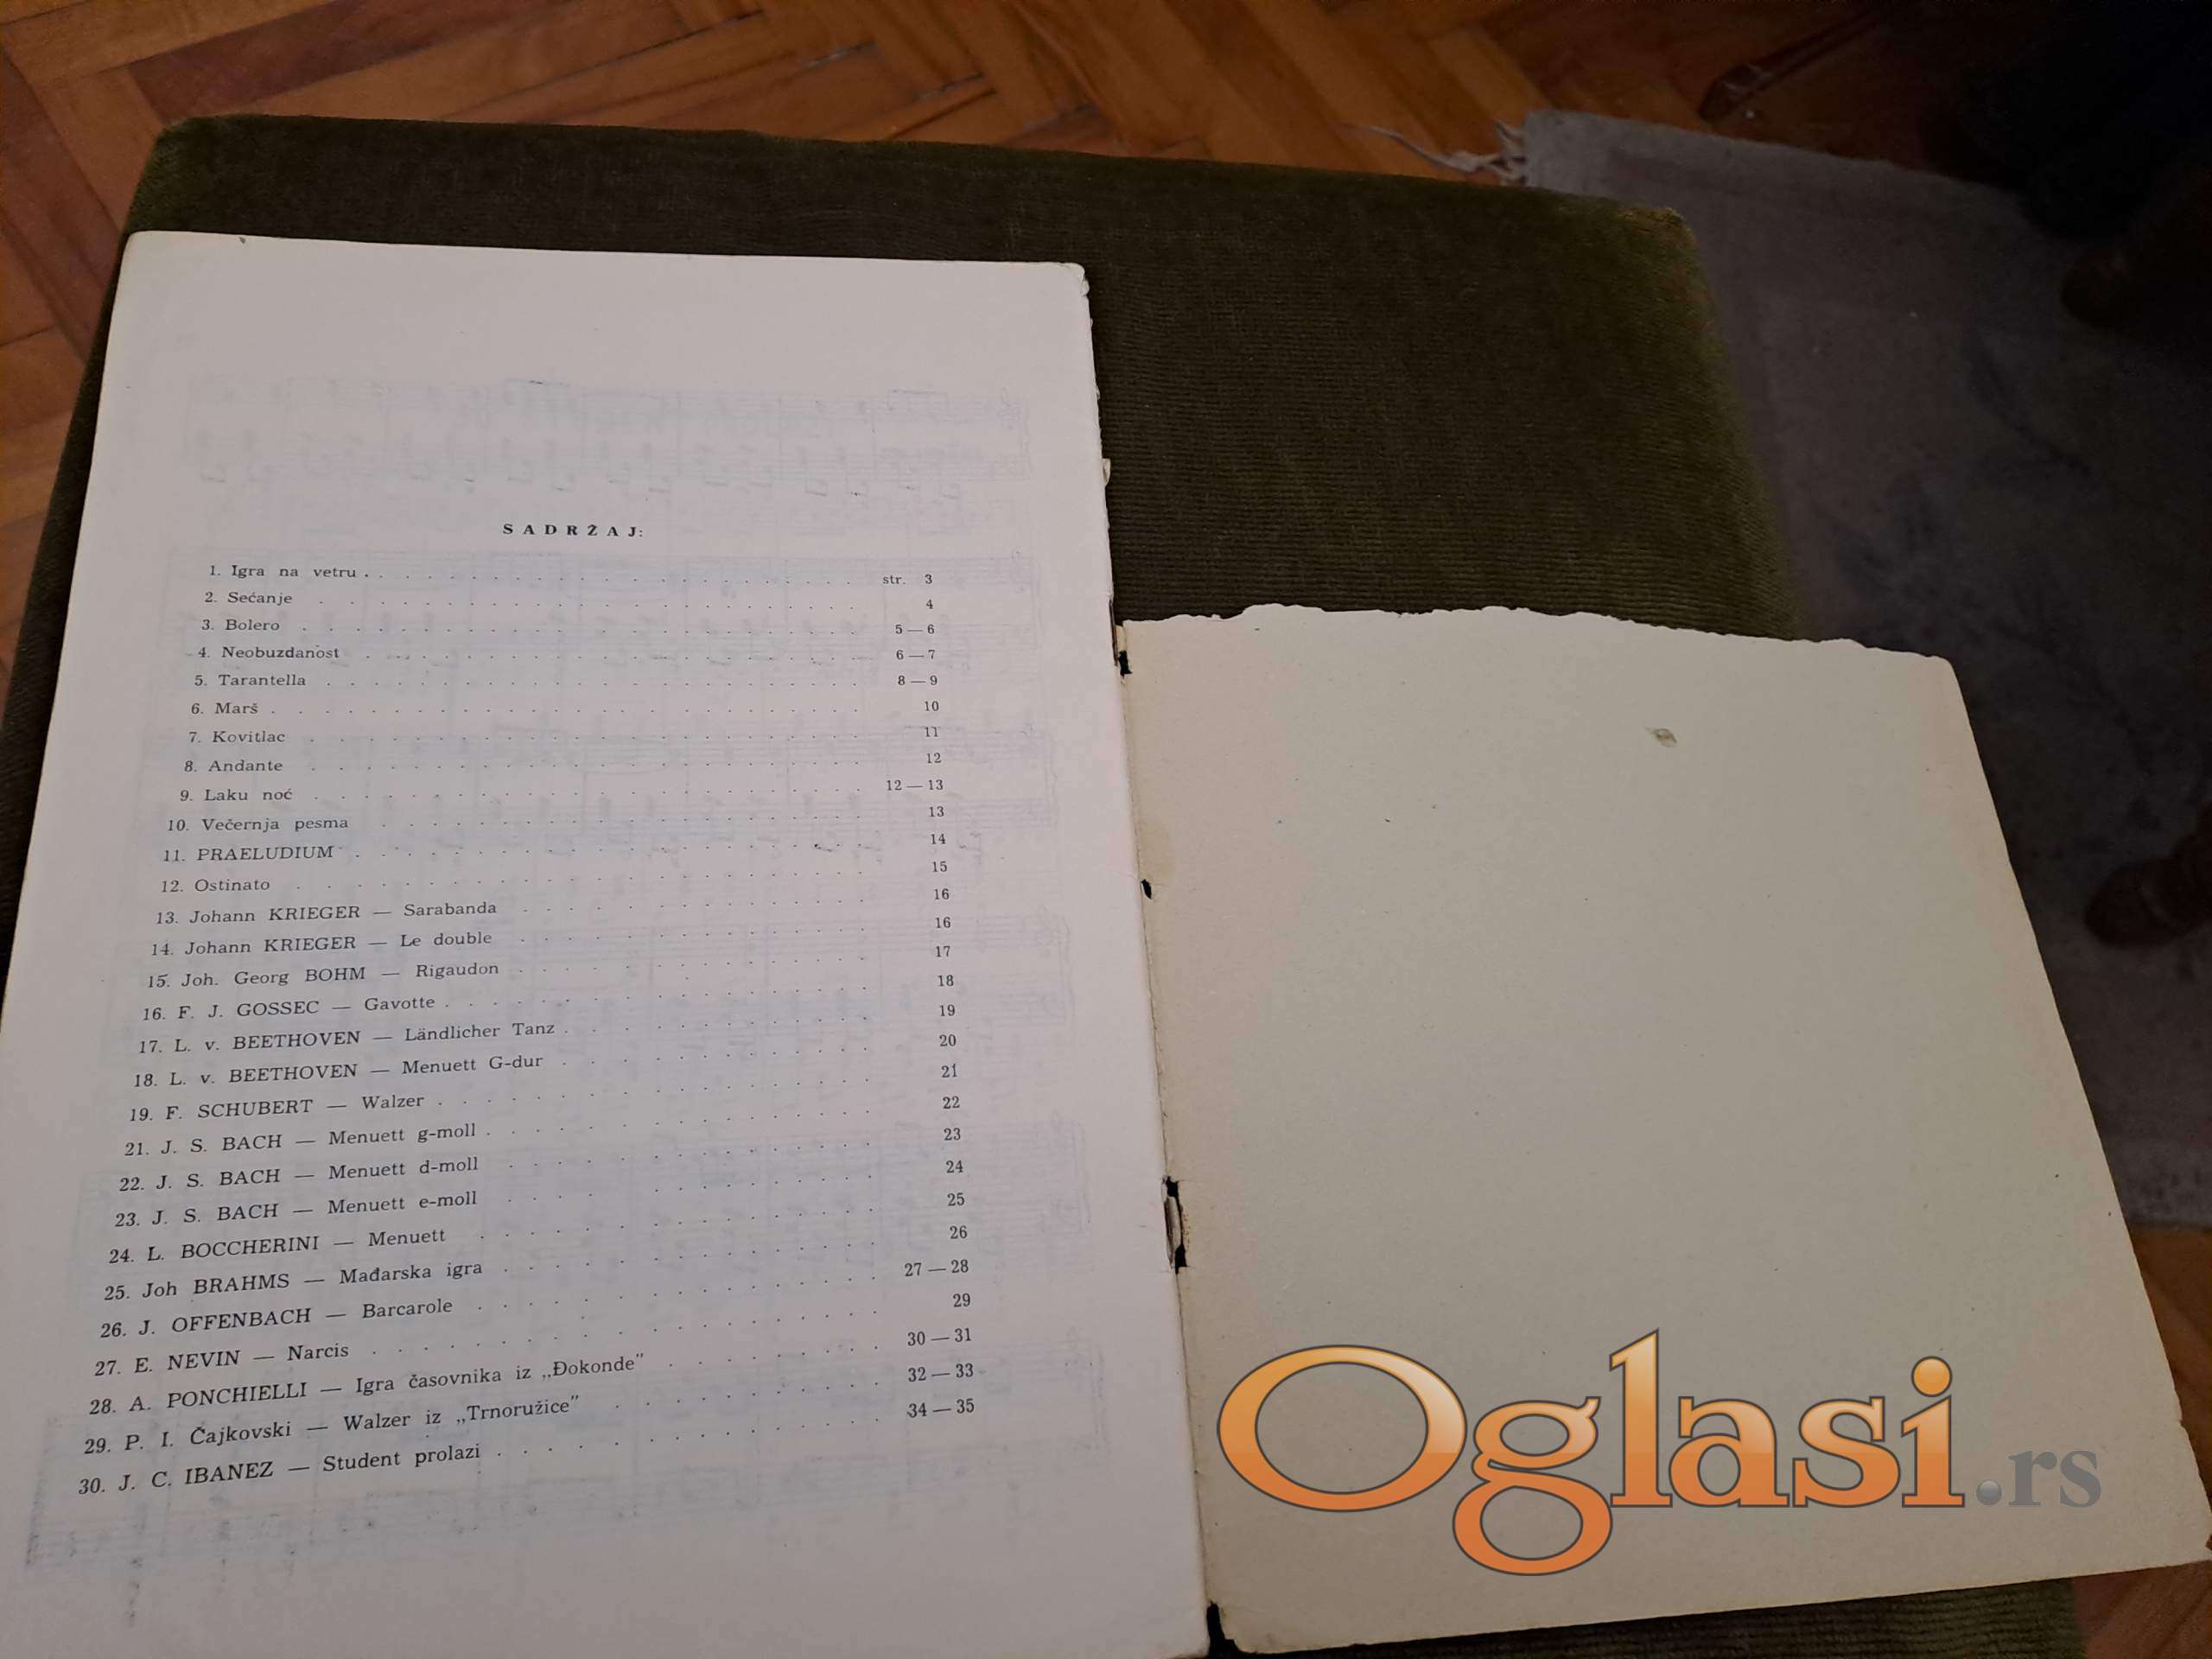 SADRŽAJ:
1. Igra na vetru . . . . . str. 3
2. Sećanje . . . . . 4
3. Bolero . . . . . 5 — 6
4. Neobuzdanost . . . . . 6 — 7
5. Tarantella . . . . . 8 — 9
6. Marš . . . . . 10
7. Kovitlac . . . . . 11
8. Andante . . . . . 12
9. Laku noć . . . . . 12 — 13
10. Večernja pesma . . . . . 13
11. PRAELUDIUM . . . . . 14
12. Ostinato . . . . . 15
13. Johann KRIEGER — Sarabanda . . . . . 16
14. Johann KRIEGER — Le double . . . . . 16
15. Joh. Georg BOHM — Rigaudon . . . . . 17
16. F. J. GOSSEC — Gavotte . . . . . 18
17. L. v. BEETHOVEN — Ländlicher Tanz . . . . . 19
18. L. v. BEETHOVEN — Menuett G-dur . . . . . 20
19. F. SCHUBERT — Walzer . . . . . 21
21. J. S. BACH — Menuett g-moll . . . . . 22
22. J. S. BACH — Menuett d-moll . . . . . 23
23. J. S. BACH — Menuett e-moll . . . . . 24
24. L. BOCCHERINI — Menuett . . . . . 25
25. Joh BRAHMS — Mađarska igra . . . . . 26
26. J. OFFENBACH — Barcarole . . . . . 27 — 28
27. E. NEVIN — Narcis . . . . . 29
28. A. PONCHIELLI — Igra časovnika iz „Đokonde” . . . . . 30 — 31
29. P. I. Čajkovski — Walzer iz „Trnoružice” . . . . . 32 — 33
30. J. C. IBANEZ — Student prolazi . . . . . 34 — 35
Oglasi.rs